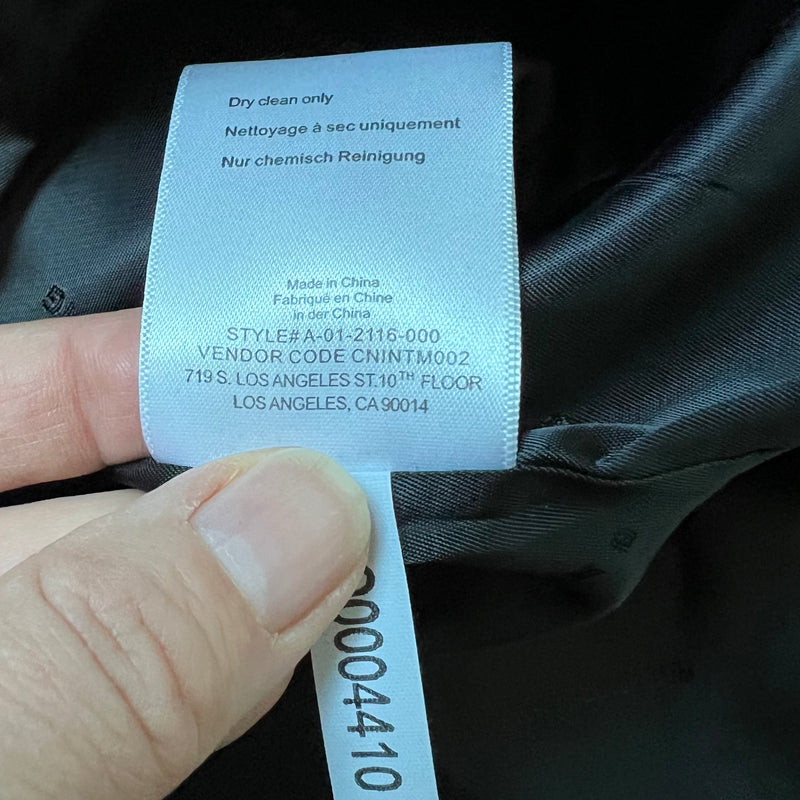 Dry clean only
Nettoyage à sec uniquement
Nur chemisch Reinigung
Made in China
Fabriqué en Chine
in der China
STYLE# A-01-2116-000
VENDOR CODE CNINTM002
719 S. LOS ANGELES ST.10TH FLOOR
LOS ANGELES, CA 90014
0004410